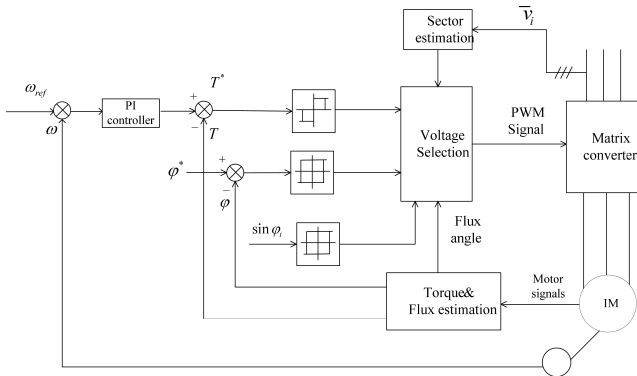 Sector
estimation
v̄ᵢ
ω_ref
ω
PI
controller
+
−
T*
T
Voltage
Selection
PWM
Signal
Matrix
converter
φ*
+
−
φ
sin φᵢ
Flux
angle
Torque&
Flux estimation
Motor
signals
IM